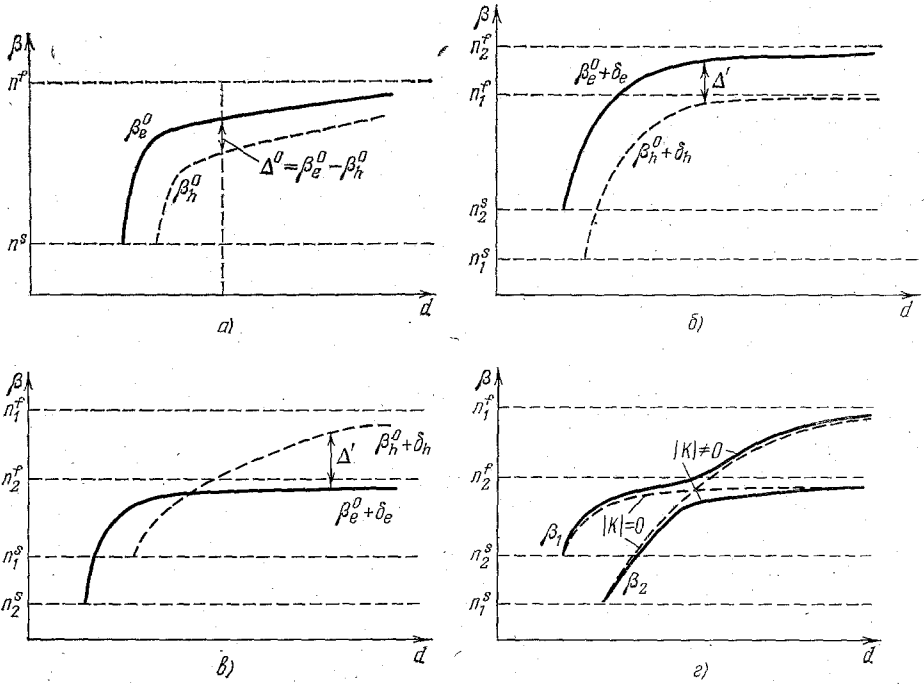 β
n^f
β_e^0
β_h^0
Δ^0 = β_e^0 − β_h^0
n^s
d
а)
n_2^f
β_e^0 + δ_e
n_1^f
Δ'
β_h^0 + δ_h
n_2^s
n_1^s
d
б)
β
n_1^f
β_h^0 + δ_h
Δ'
n_2^f
β_e^0 + δ_e
n_1^s
n_2^s
d
в)
β
n_1^f
|K|≠0
n_2^f
|K|=0
β_1
n_2^s
β_2
n_1^s
d
г)